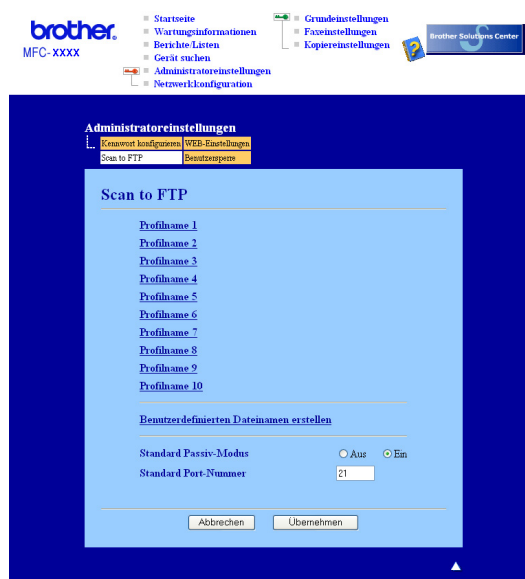 brother.
MFC-XXXX
Startseite
Wartungsinformationen
Berichte/Listen
Gerät suchen
Administratoreinstellungen
Netzwerkkonfiguration
Grundeinstellungen
Faxeinstellungen
Kopiereinstellungen
?
Brother Solutions Center
Administratoreinstellungen
Kennwort konfigurieren WEB-Einstellungen
Scan to FTP Benutzersperre
Scan to FTP
Profilname 1
Profilname 2
Profilname 3
Profilname 4
Profilname 5
Profilname 6
Profilname 7
Profilname 8
Profilname 9
Profilname 10
Benutzerdefinierten Dateinamen erstellen
Standard Passiv-Modus Aus Ein
Standard Port-Nummer 21
Abbrechen Übernehmen